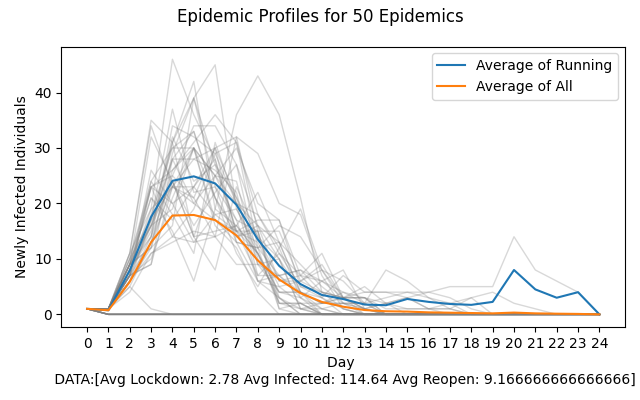 Epidemic Profiles for 50 Epidemics
Average of Running
Average of All
Newly Infected Individuals
40
30
20
10
0
0 1 2 3 4 5 6 7 8 9 10 11 12 13 14 15 16 17 18 19 20 21 22 23 24
Day
DATA:[Avg Lockdown: 2.78 Avg Infected: 114.64 Avg Reopen: 9.166666666666666]